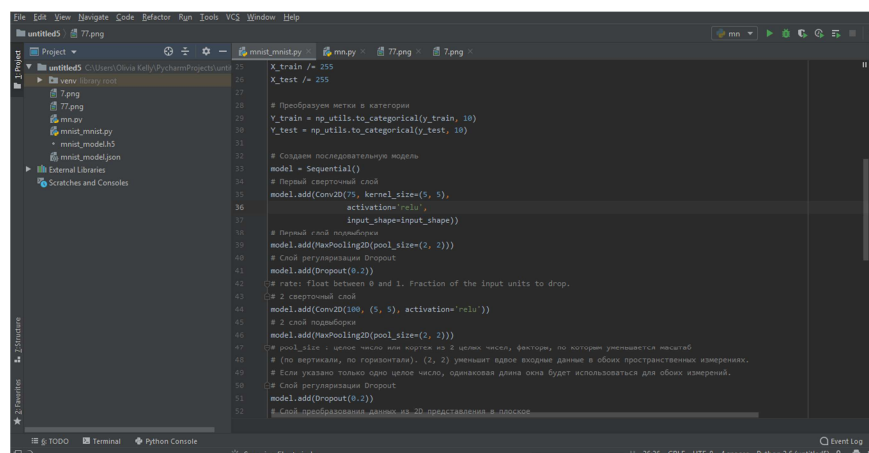 File Edit View Navigate Code Refactor Run Tools VCS Window Help
untitled5 77.png
mn
Project
mnist_mnist.py mn.py 77.png 7.png
1: Project
untitled5 C:\Users\Olivia Kelly\PycharmProjects\untit
venv library root
7.png
77.png
mn.py
mnist_mnist.py
mnist_model.h5
mnist_model.json
External Libraries
Scratches and Consoles
25 X_train /= 255
26 X_test /= 255
27
28 # Преобразуем метки в категории
29 Y_train = np_utils.to_categorical(y_train, 10)
30 Y_test = np_utils.to_categorical(y_test, 10)
31
32 # Создаем последовательную модель
33 model = Sequential()
34 # Первый сверточный слой
35 model.add(Conv2D(75, kernel_size=(5, 5),
36 activation='relu',
37 input_shape=input_shape))
38 # Первый слой подвыборки
39 model.add(MaxPooling2D(pool_size=(2, 2)))
40 # Слой регуляризации Dropout
41 model.add(Dropout(0.2))
42 # rate: float between 0 and 1. Fraction of the input units to drop.
43 # 2 сверточный слой
44 model.add(Conv2D(100, (5, 5), activation='relu'))
45 # 2 слой подвыборки
46 model.add(MaxPooling2D(pool_size=(2, 2)))
47 # pool_size : целое число или кортеж из 2 целых чисел, факторы, по которым уменьшается масштаб
48 # (по вертикали, по горизонтали). (2, 2) уменьшит вдвое входные данные в обоих пространственных измерениях.
49 # Если указано только одно целое число, одинаковая длина окна будет использоваться для обоих измерений.
50 # Слой регуляризации Dropout
51 model.add(Dropout(0.2))
52 # Слой преобразования данных из 2D представления в плоское
7: Structure
2: Favorites
6: TODO Terminal Python Console
Event Log